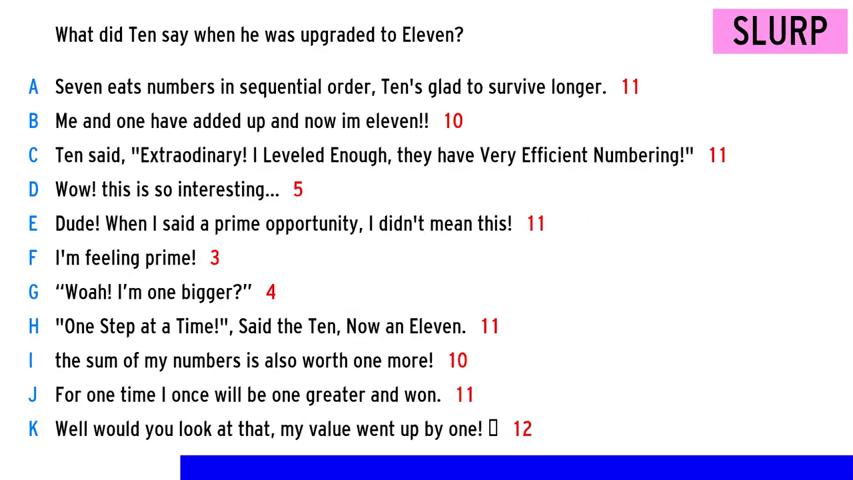 What did Ten say when he was upgraded to Eleven?
SLURP
A Seven eats numbers in sequential order, Ten's glad to survive longer. 11
B Me and one have added up and now im eleven!! 10
C Ten said, "Extraodinary! I Leveled Enough, they have Very Efficient Numbering!" 11
D Wow! this is so interesting... 5
E Dude! When I said a prime opportunity, I didn't mean this! 11
F I'm feeling prime! 3
G “Woah! I’m one bigger?” 4
H "One Step at a Time!", Said the Ten, Now an Eleven. 11
I the sum of my numbers is also worth one more! 10
J For one time I once will be one greater and won. 11
K Well would you look at that, my value went up by one! ▯ 12